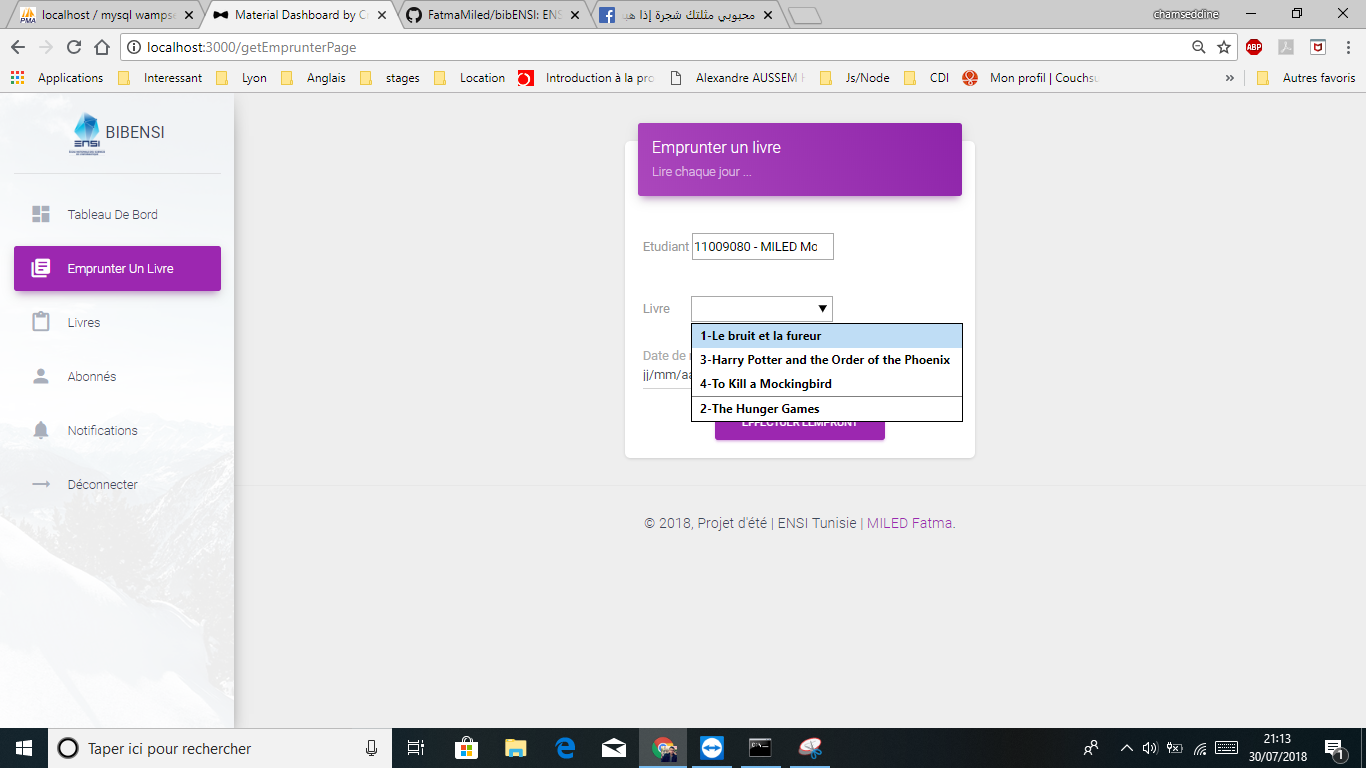 localhost / mysql wampse
Material Dashboard by Cr
FatmaMiled/bibENSI: ENS
محبوبي مثلتك شجرة إذا هبـ
chamseddine
localhost:3000/getEmprunterPage
ABP
Applications
Interessant
Lyon
Anglais
stages
Location
Introduction à la pro
Alexandre AUSSEM H
Js/Node
CDI
Mon profil | Couchsu
»
Autres favoris
ENSI
BIBENSI
Tableau De Bord
Emprunter Un Livre
Livres
Abonnés
Notifications
Déconnecter
Emprunter un livre
Lire chaque jour ...
Etudiant 11009080 - MILED Mo
Livre
1-Le bruit et la fureur
3-Harry Potter and the Order of the Phoenix
4-To Kill a Mockingbird
2-The Hunger Games
Date de r
jj/mm/aa
EFFECTUER L'EMPRUNT
© 2018, Projet d'été | ENSI Tunisie | MILED Fatma.
Taper ici pour rechercher
21:13
30/07/2018
1